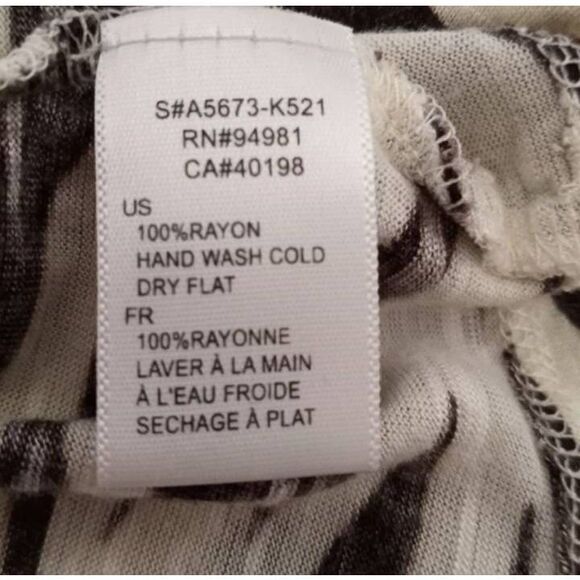 S#A5673-K521
RN#94981
CA#40198
US
100%RAYON
HAND WASH COLD
DRY FLAT
FR
100%RAYONNE
LAVER À LA MAIN
À L'EAU FROIDE
SECHAGE À PLAT